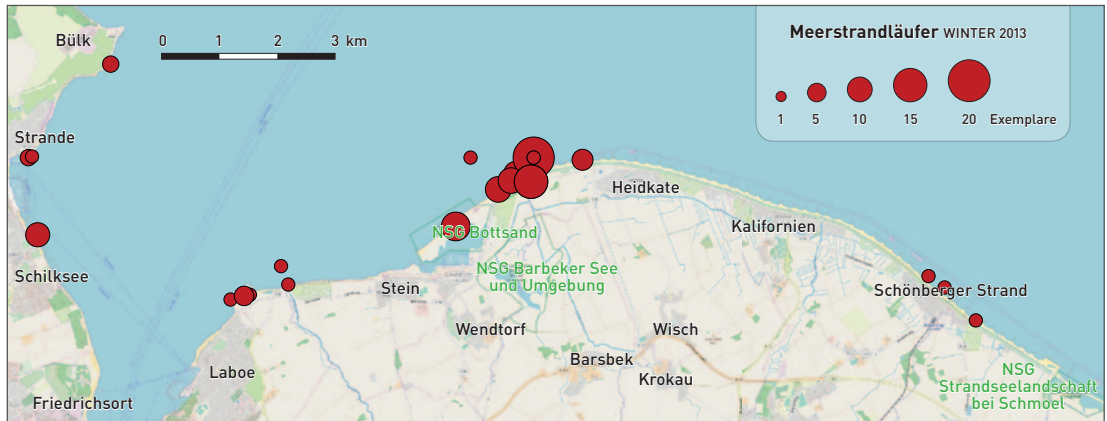 Bülk
0 1 2 3 km
Meerstrandläufer WINTER 2013
1 5 10 15 20 Exemplare
Strande
Heidkate
Kalifornien
NSG Bottsand
Schilksee
NSG Barbeker See
und Umgebung
Stein
Schönberger Strand
Wendtorf
Wisch
Barsbek
Laboe
Krokau
NSG
Strandseelandschaft
bei Schmoel
Friedrichsort